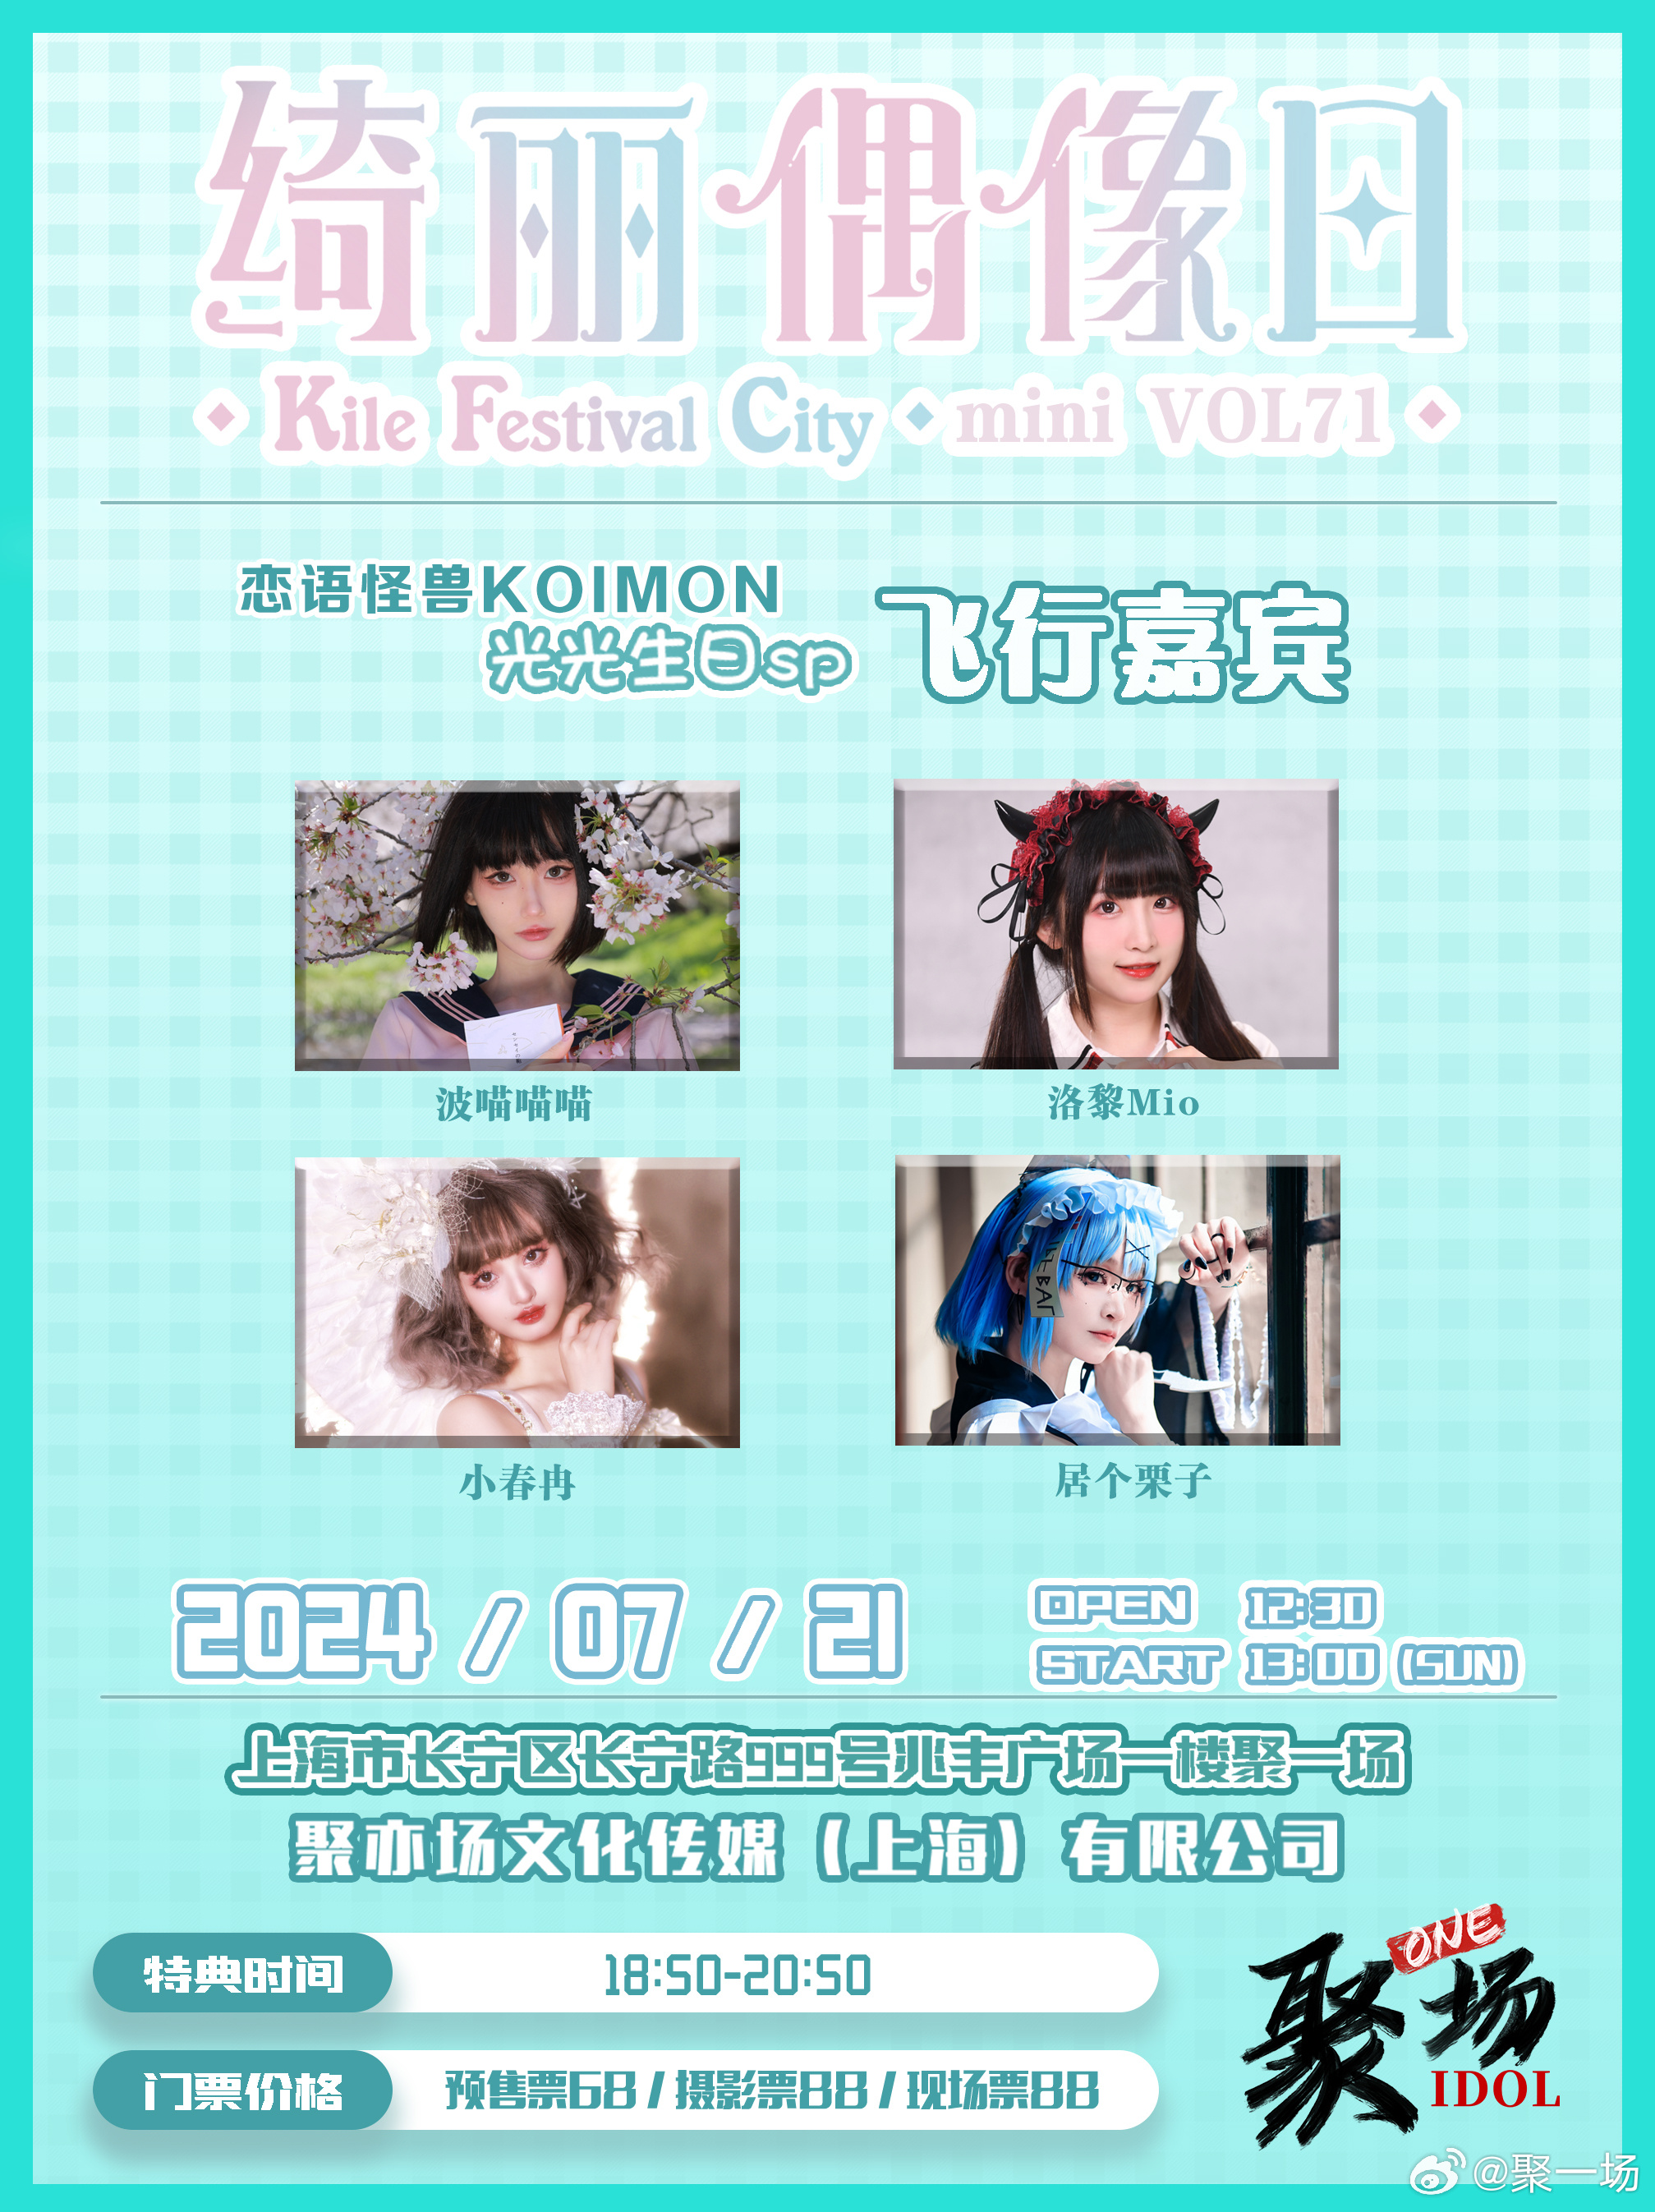 绮丽偶像日
Kile Festival City mini VOL71
恋语怪兽KOIMON
光光生日sp
飞行嘉宾
波喵喵喵
洛黎Mio
小春冉
居个栗子
2024 / 07 / 21
OPEN 12:30
START 13:00 (SUN)
上海市长宁区长宁路999号兆丰广场一楼聚一场
聚亦场文化传媒（上海）有限公司
特典时间 18:50-20:50
门票价格 预售票68 / 摄影票88 / 现场票88
聚ONE场
IDOL
@聚一场